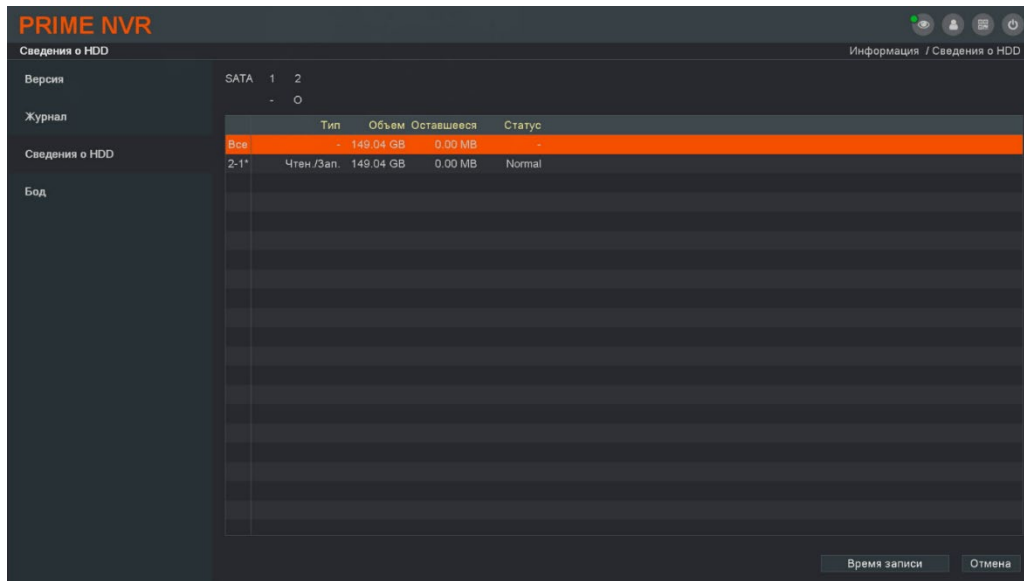 PRIME NVR
Сведения о HDD
Информация / Сведения о HDD
Версия
Журнал
Сведения о HDD
Бод
SATA 1 2
- O
Тип Объем Оставшееся Статус
Все - 149.04 GB 0.00 MB -
2-1* Чтен./Зап. 149.04 GB 0.00 MB Normal
Время записи Отмена